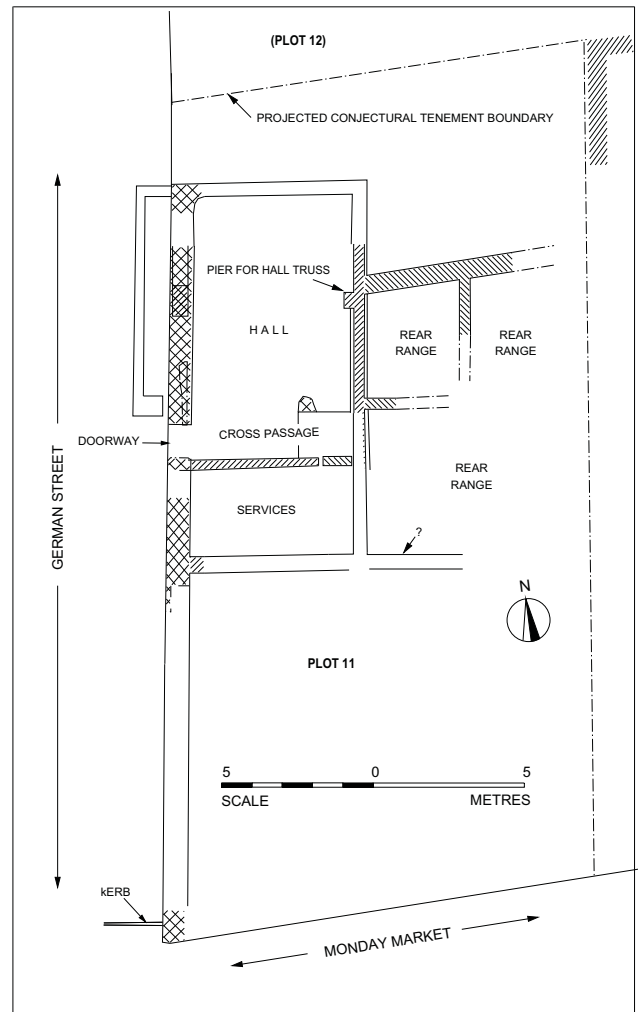 (PLOT 12)
PROJECTED CONJECTURAL TENEMENT BOUNDARY
PIER FOR HALL TRUSS
HALL
REAR
RANGE
REAR
RANGE
CROSS PASSAGE
DOORWAY
GERMAN STREET
REAR
RANGE
SERVICES
?
N
PLOT 11
5 0 5
SCALE METRES
kERB
MONDAY MARKET